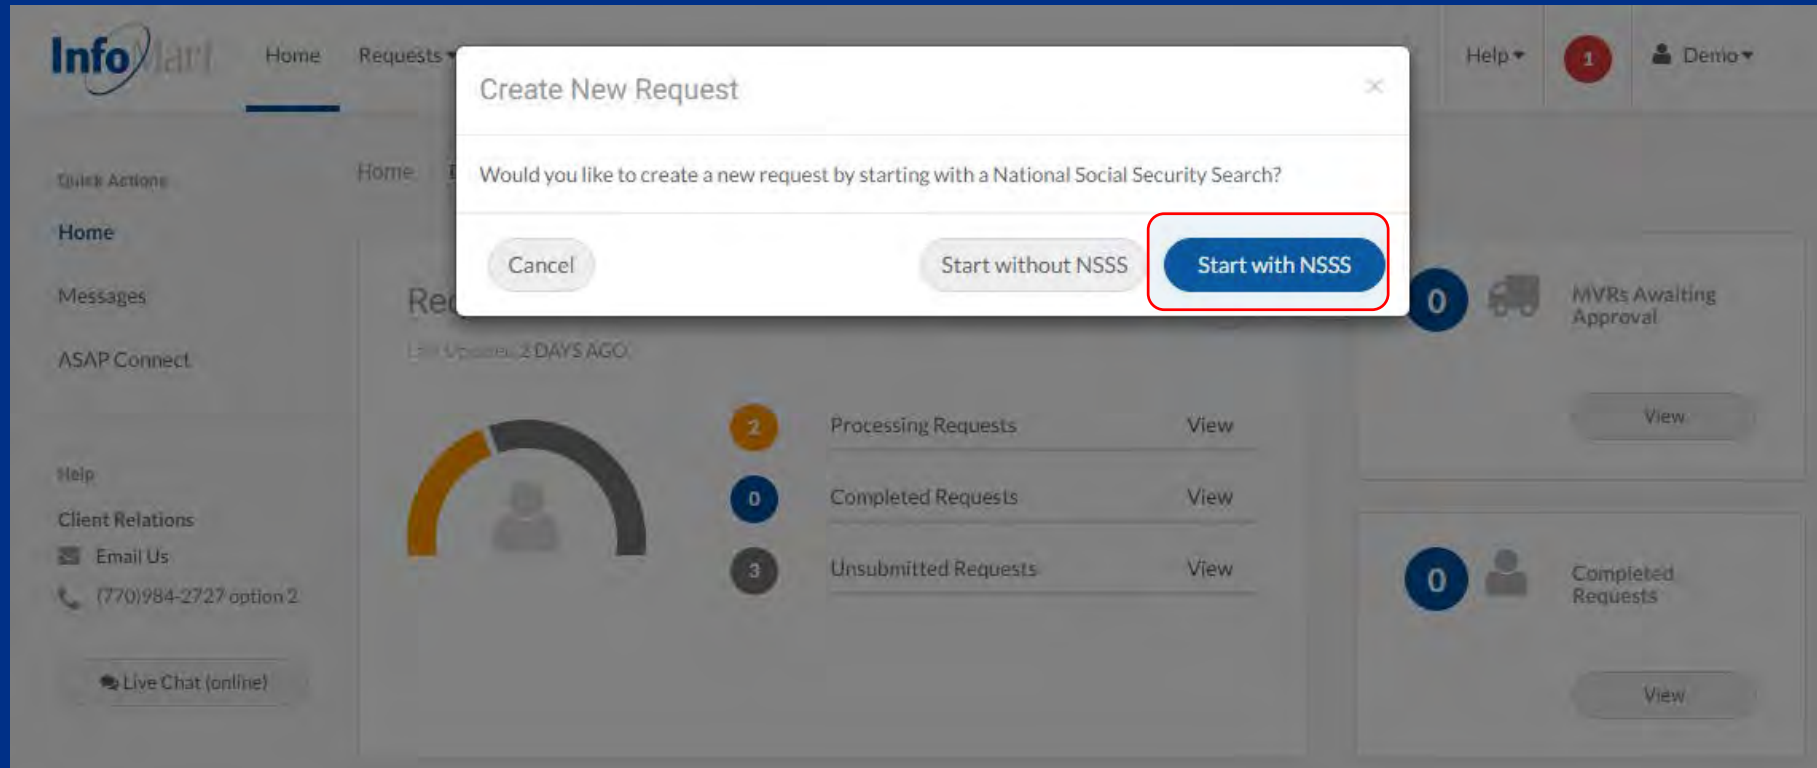 InfoMart
Home
Requests
Help
1
Demo
Create New Request
×
Would you like to create a new request by starting with a National Social Security Search?
Cancel
Start without NSSS
Start with NSSS
Quick Actions
Home
Messages
ASAP Connect
Help
Client Relations
Email Us
(770)984-2727 option 2
Live Chat (online)
Home
Last Updated 2 DAYS AGO
2
Processing Requests
View
0
Completed Requests
View
3
Unsubmitted Requests
View
0
MVRs Awaiting
Approval
View
0
Completed
Requests
View